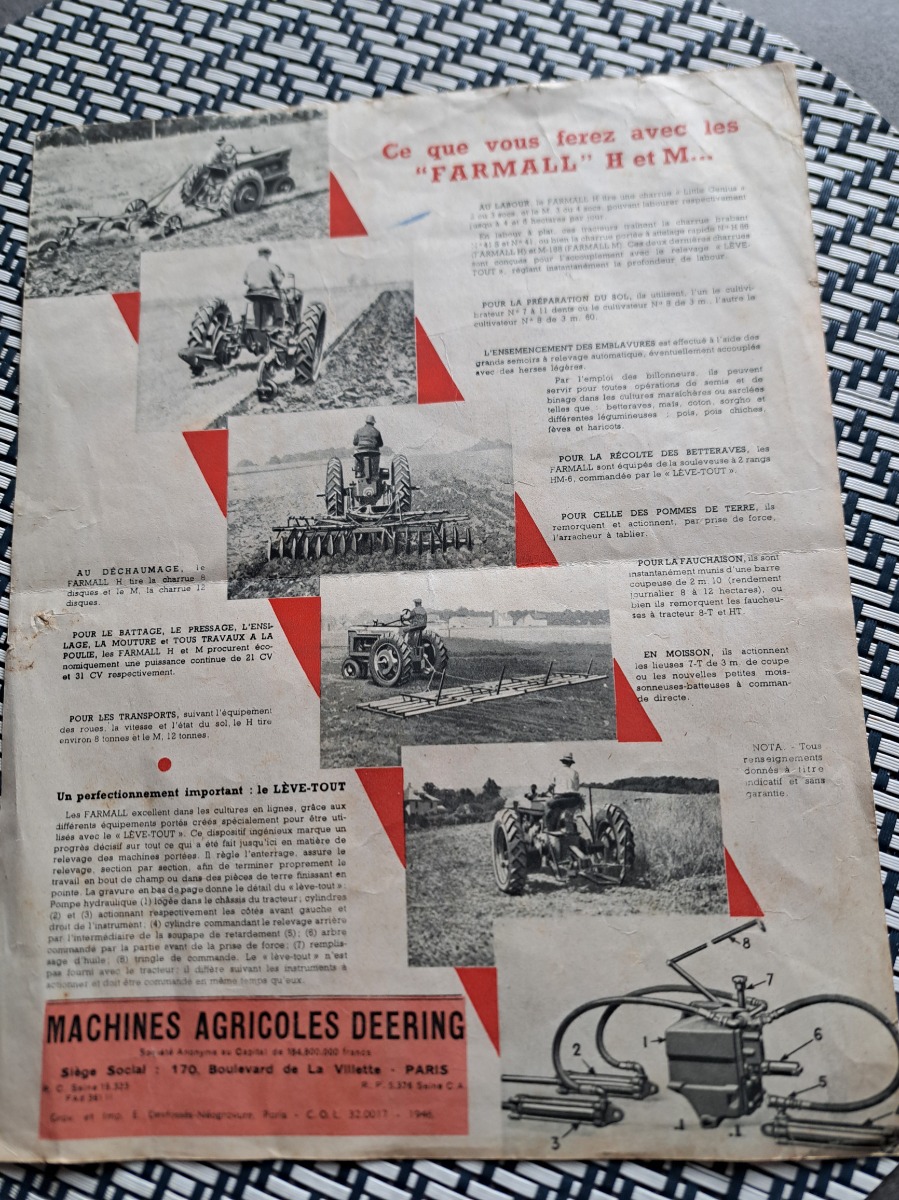 Ce que vous ferez avec les
"FARMALL" H et M...
AU LABOUR, le FARMALL H tire une charrue « Little Genius »
2 ou 3 socs, et le M, 3 ou 4 socs, pouvant labourer respectivement
jusqu'à 4 et 6 hectares par jour.
En labour à plat, ces tracteurs traînent la charrue brabant
N° 41 B et N° 41, ou bien la charrue portée à attelage rapide N° H 88
(FARMALL H) et M-188 (FARMALL M). Ces deux dernières charrues
sont conçues pour l'accouplement avec le relevage « LÈVE-
TOUT », réglant instantanément la profondeur de labour.
POUR LA PRÉPARATION DU SOL, ils utilisent, l'un le cultivi-
brateur N° 7 à 11 dents ou le cultivateur N° 8 de 3 m., l'autre le
cultivateur N° 9 de 3 m. 60.
L'ENSEMENCEMENT DES EMBLAVURES est effectué à l'aide des
grands semoirs à relevage automatique, éventuellement accouplés
avec des herses légères.
Par l'emploi des billonneurs, ils peuvent
servir pour toutes opérations de semis et de
binage dans les cultures maraîchères ou sarclées
telles que : betteraves, maïs, coton, sorgho et
différentes légumineuses : pois, pois chiches,
fèves et haricots.
POUR LA RÉCOLTE DES BETTERAVES, les
FARMALL sont équipés de la souleveuse à 2 rangs
HM-6, commandée par le « LÈVE-TOUT ».
POUR CELLE DES POMMES DE TERRE, ils
remorquent et actionnent, par prise de force,
l'arracheur à tablier.
POUR LA FAUCHAISON, ils sont
instantanément munis d'une barre
coupeuse de 2 m. 10 (rendement
journalier 8 à 12 hectares), ou
bien ils remorquent les faucheu-
ses à tracteur 8-T et HT.
EN MOISSON, ils actionnent
les lieuses 7-T de 3 m. de coupe
ou les nouvelles petites mois-
sonneuses-batteuses à comman-
de directe.
NOTA. - Tous
renseignements
donnés à titre
indicatif et sans
garantie.
AU DÉCHAUMAGE, le
FARMALL H tire la charrue 8
disques et le M, la charrue 12
disques.
POUR LE BATTAGE, LE PRESSAGE, L'ENSI-
LAGE, LA MOUTURE et TOUS TRAVAUX A LA
POULIE, les FARMALL H et M procurent éco-
nomiquement une puissance continue de 21 CV
et 31 CV respectivement.
POUR LES TRANSPORTS, suivant l'équipement
des roues, la vitesse et l'état du sol, le H tire
environ 8 tonnes et le M, 12 tonnes.
Un perfectionnement important : le LÈVE-TOUT
Les FARMALL excellent dans les cultures en lignes, grâce aux
différents équipements portés créés spécialement pour être uti-
lisés avec le « LÈVE-TOUT ». Ce dispositif ingénieux marque un
progrès décisif sur tout ce qui a été fait jusqu'ici en matière de
relevage des machines portées. Il règle l'enterrage, assure le
relevage, section par section, afin de terminer proprement le
travail en bout de champ ou dans des pièces de terre finissant en
pointe. La gravure en bas de page donne le détail du « lève-tout » :
Pompe hydraulique (1) logée dans le châssis du tracteur; cylindres
(2) et (3) actionnant respectivement les côtés avant gauche et
droit de l'instrument; (4) cylindre commandant le relevage arrière
par l'intermédiaire de la soupape de retardement (5); (6) arbre
commandé par la partie avant de la prise de force; (7) remplis-
sage d'huile; (8) tringle de commande. Le « lève-tout » n'est
pas fourni avec le tracteur; il diffère suivant les instruments à
actionner et doit être commandé en même temps qu'eux.
MACHINES AGRICOLES DEERING
Société Anonyme au Capital de 184.800.000 francs
Siège Social : 170, Boulevard de La Villette - PARIS
R. C. Seine 18.323
R. P. 5.376 Seine C.A.
Grav. et Imp. E. Desfossés-Néogravure, Paris - C.O.L. 32.0017 - 1946
8
7
1
6
2
5
3
4